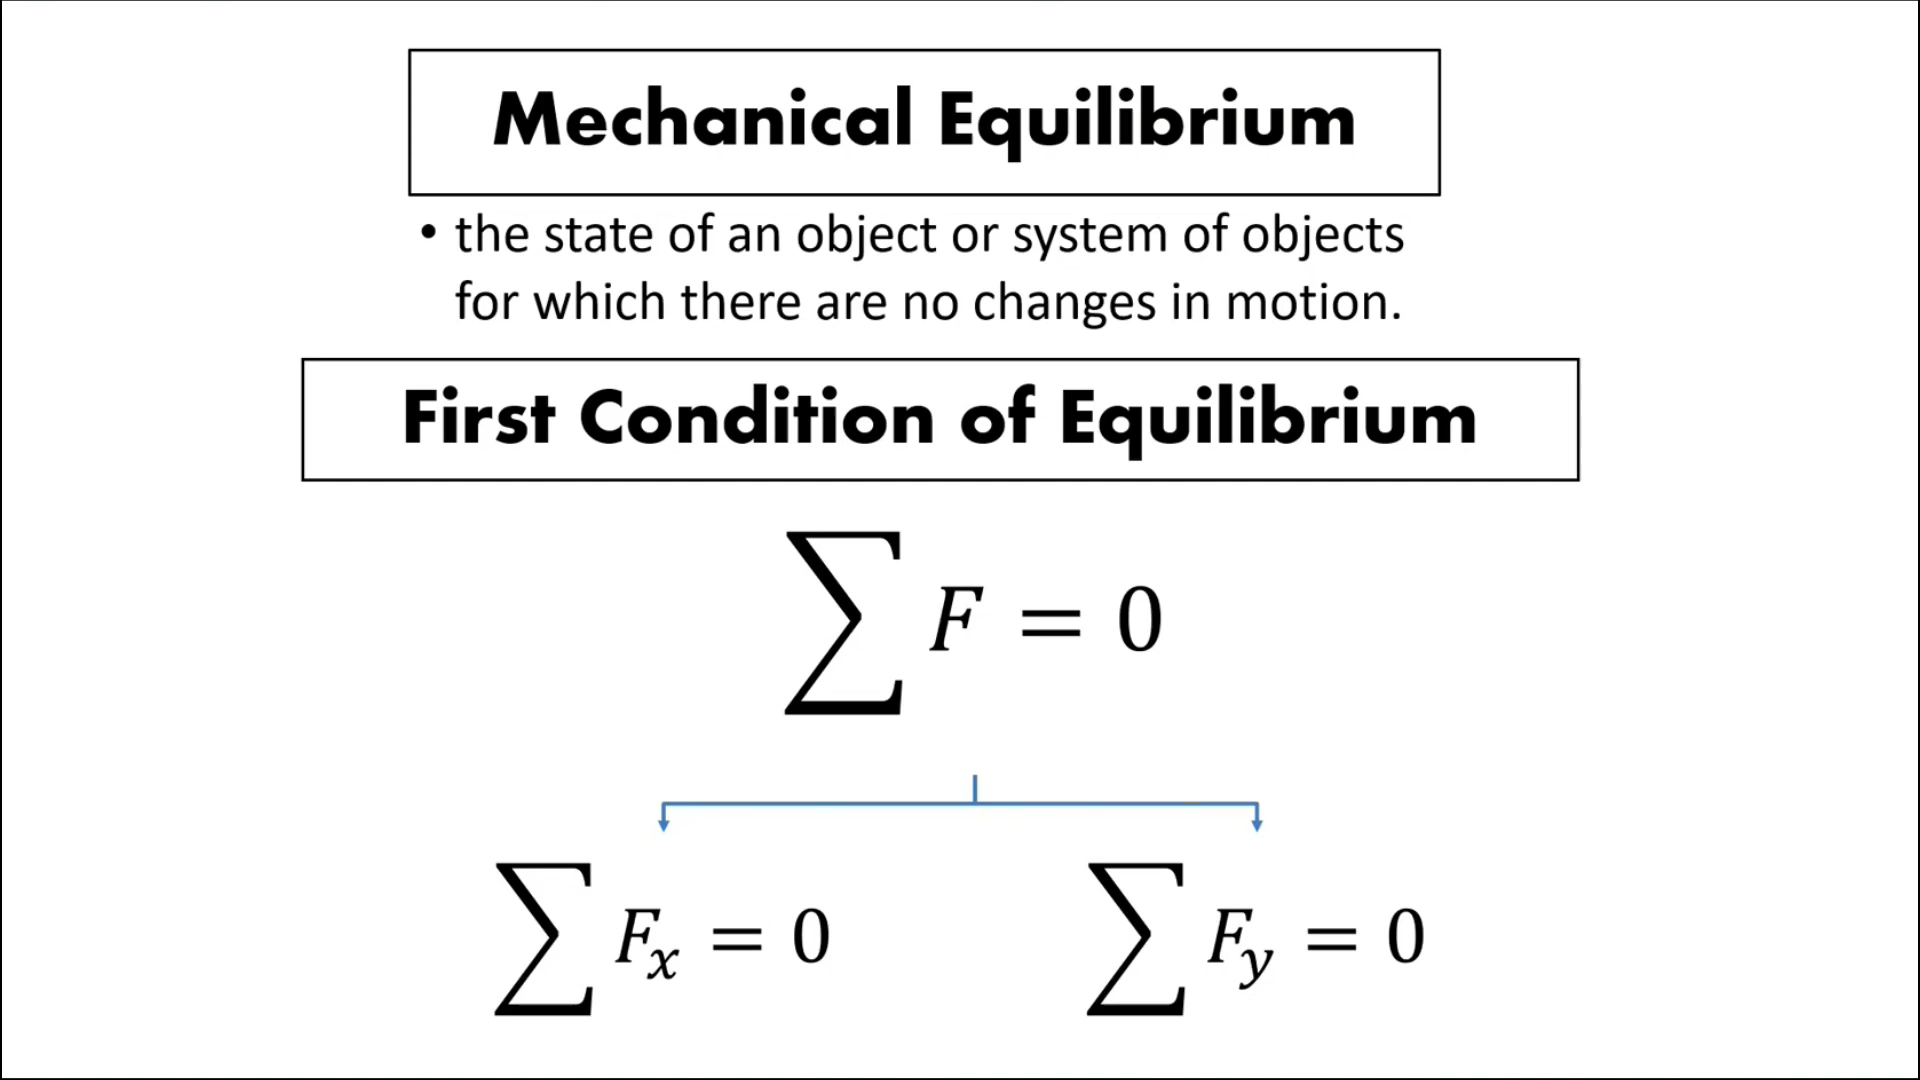 Mechanical Equilibrium
• the state of an object or system of objects
for which there are no changes in motion.
First Condition of Equilibrium
∑ F = 0
∑ Fₓ = 0 ∑ F_y = 0